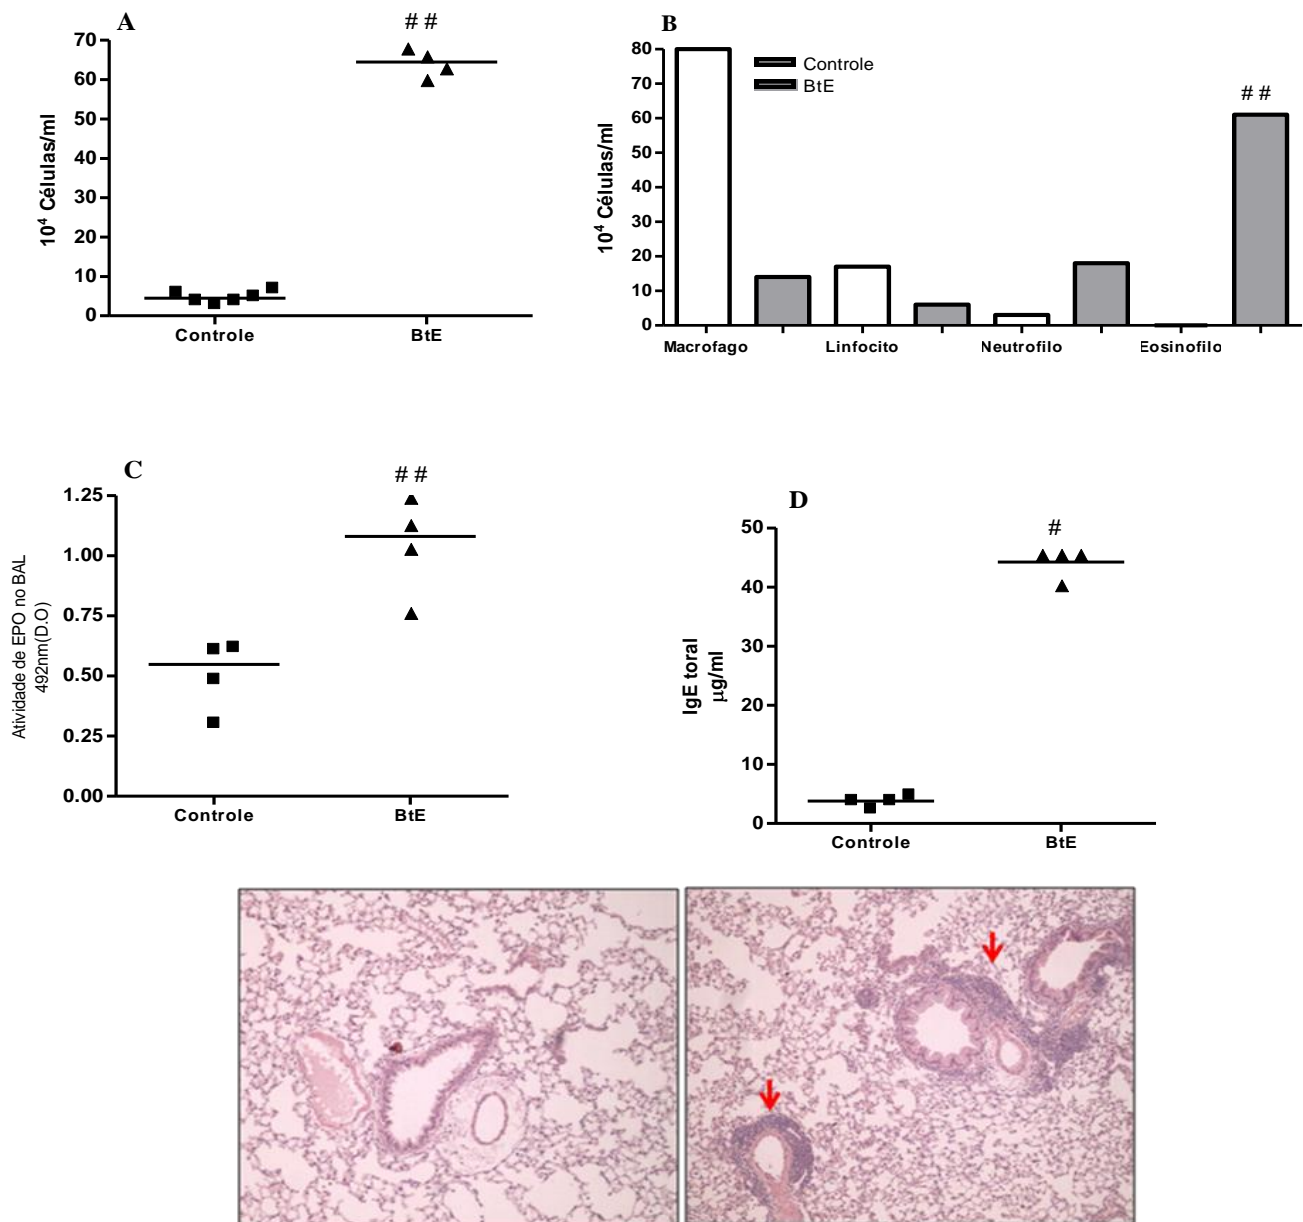 A
# #
70
60
50
40
30
20
10
0
10⁴ Células/ml
Controle
BtE
B
80
70
60
50
40
30
20
10
0
10⁴ Células/ml
Controle
BtE
# #
Macrofago
Linfocito
Neutrofilo
Eosinofilo
C
# #
1.25
1.00
0.75
0.50
0.25
0.00
Atividade de EPO no BAL
492nm(D.O)
Controle
BtE
D
#
50
40
30
20
10
0
IgE toral
µg/ml
Controle
BtE